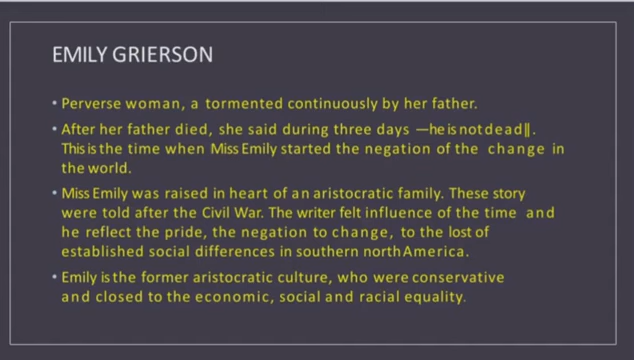 EMILY GRIERSON
• Perverse woman, a tormented continuously by her father.
• After her father died, she said during three days ―he is not dead‖.
This is the time when Miss Emily started the negation of the change in
the world.
• Miss Emily was raised in heart of an aristocratic family. These story
were told after the Civil War. The writer felt influence of the time and
he reflect the pride, the negation to change, to the lost of
established social differences in southern north America.
• Emily is the former aristocratic culture, who were conservative
and closed to the economic, social and racial equality.